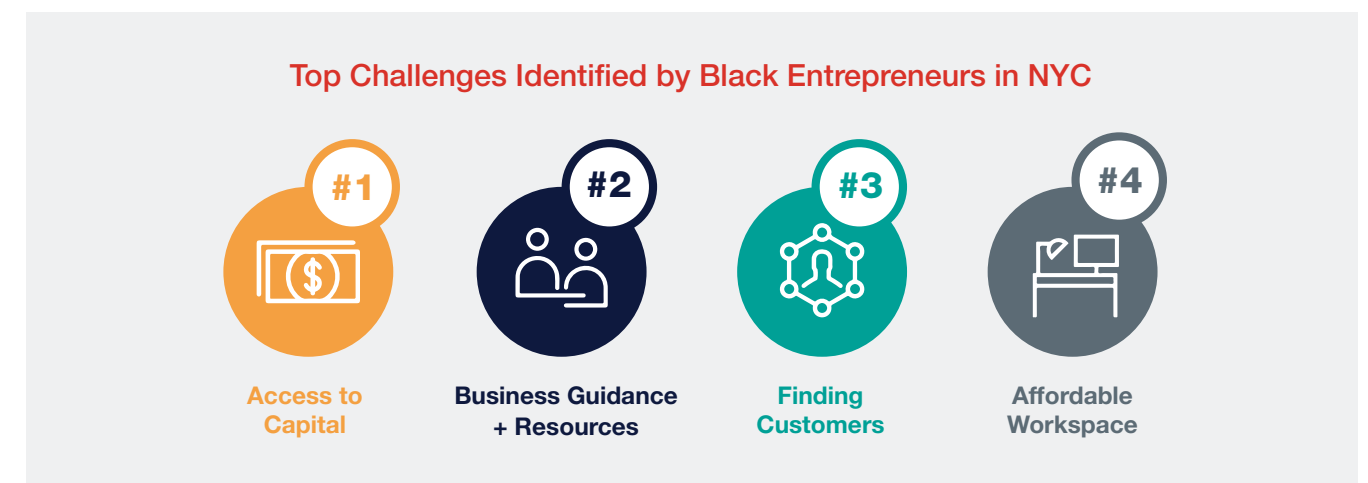 Top Challenges Identified by Black Entrepreneurs in NYC
#1
#2
#3
#4
$
Access to
Capital
Business Guidance
+ Resources
Finding
Customers
Affordable
Workspace